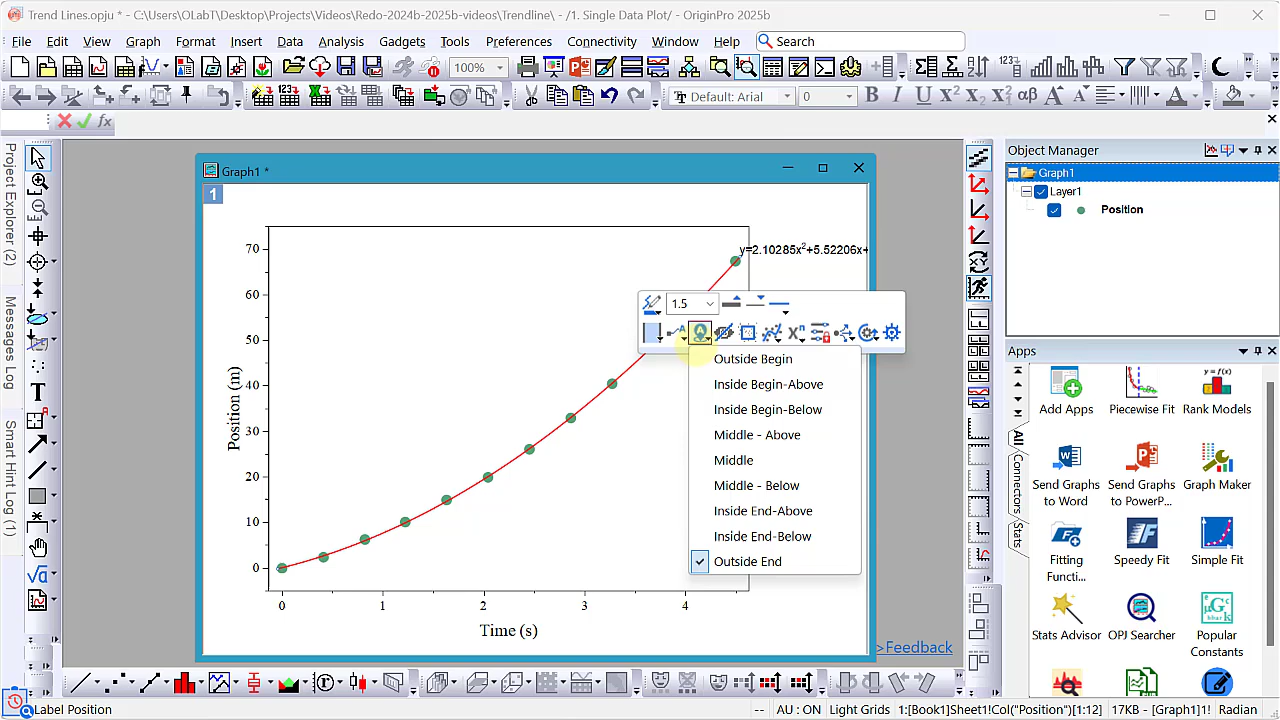 Trend Lines.opju * - C:\Users\OLabT\Desktop\Projects\Videos\Redo-2024b-2025b-videos\Trendline\ - /1. Single Data Plot/ - OriginPro 2025b
File Edit View Graph Format Insert Data Analysis Gadgets Tools Preferences Connectivity Window Help Search
100%
Default: Arial 0 B I U
fx
Project Explorer (2)
Messages Log
Smart Hint Log (1)
Graph1 *
1
y=2.10285x²+5.52206x+
1.5
Outside Begin
Inside Begin-Above
Inside Begin-Below
Middle - Above
Middle
Middle - Below
Inside End-Above
Inside End-Below
Outside End
70
60
50
40
30
20
10
0
Position (m)
0 1 2 3 4
Time (s)
>Feedback
Object Manager
Graph1
Layer1
Position
Apps
All
Connectors
Stats
Add Apps
Piecewise Fit
Rank Models
Send Graphs to Word
Send Graphs to PowerP...
Graph Maker
Fitting Functi...
Speedy Fit
Simple Fit
Stats Advisor
OPJ Searcher
Popular Constants
Label Position
-- AU : ON Light Grids 1:[Book1]Sheet1!Col("Position")[1:12] 17KB - [Graph1]1! Radian